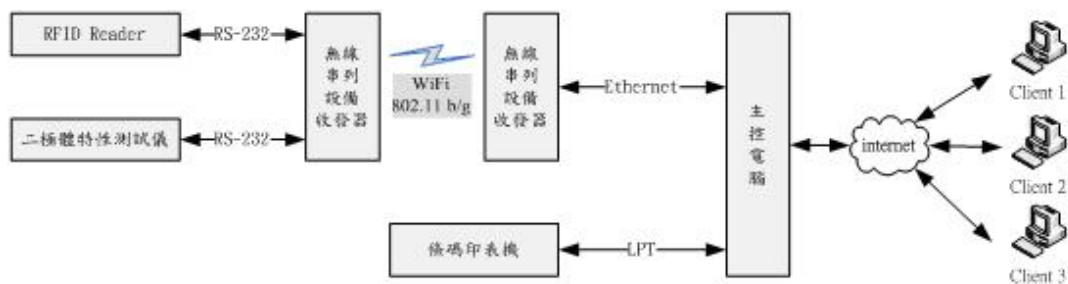 RFID Reader
RS-232
二極體特性測試儀
RS-232
無線
串列
設備
收發器
WiFi
802.11 b/g
無線
串列
設備
收發器
Ethernet
條碼印表機
LPT
主
控
電
腦
internet
Client 1
Client 2
Client 3